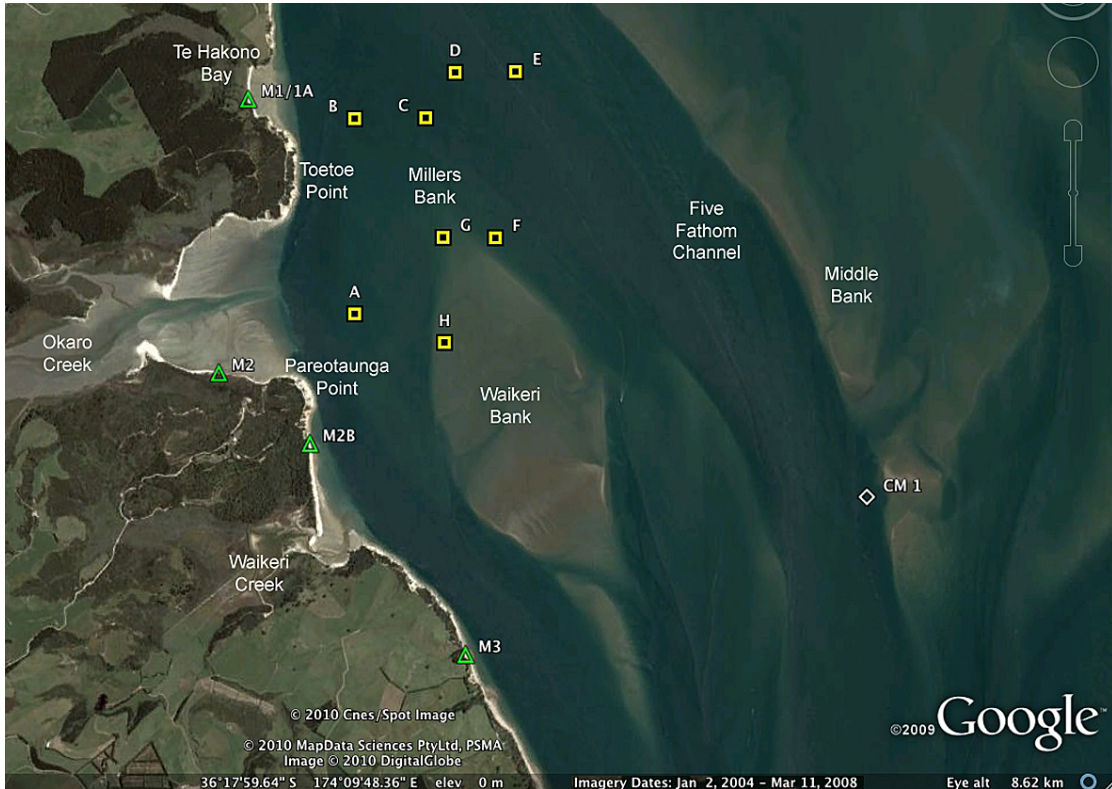 D
E
Te Hakono
Bay
M1/1A
B
C
Toetoe
Point
Millers
Bank
Five
Fathom
Channel
G
F
Middle
Bank
A
Okaro
Creek
H
M2
Pareotaunga
Point
Waikeri
Bank
M2B
CM 1
Waikeri
Creek
M3
© 2010 Cnes/Spot Image
© 2010 MapData Sciences PtyLtd, PSMA
Image © 2010 DigitalGlobe
©2009 Google™
36°17'59.64" S 174°09'48.36" E elev 0 m Imagery Dates: Jan 2, 2004 - Mar 11, 2008 Eye alt 8.62 km